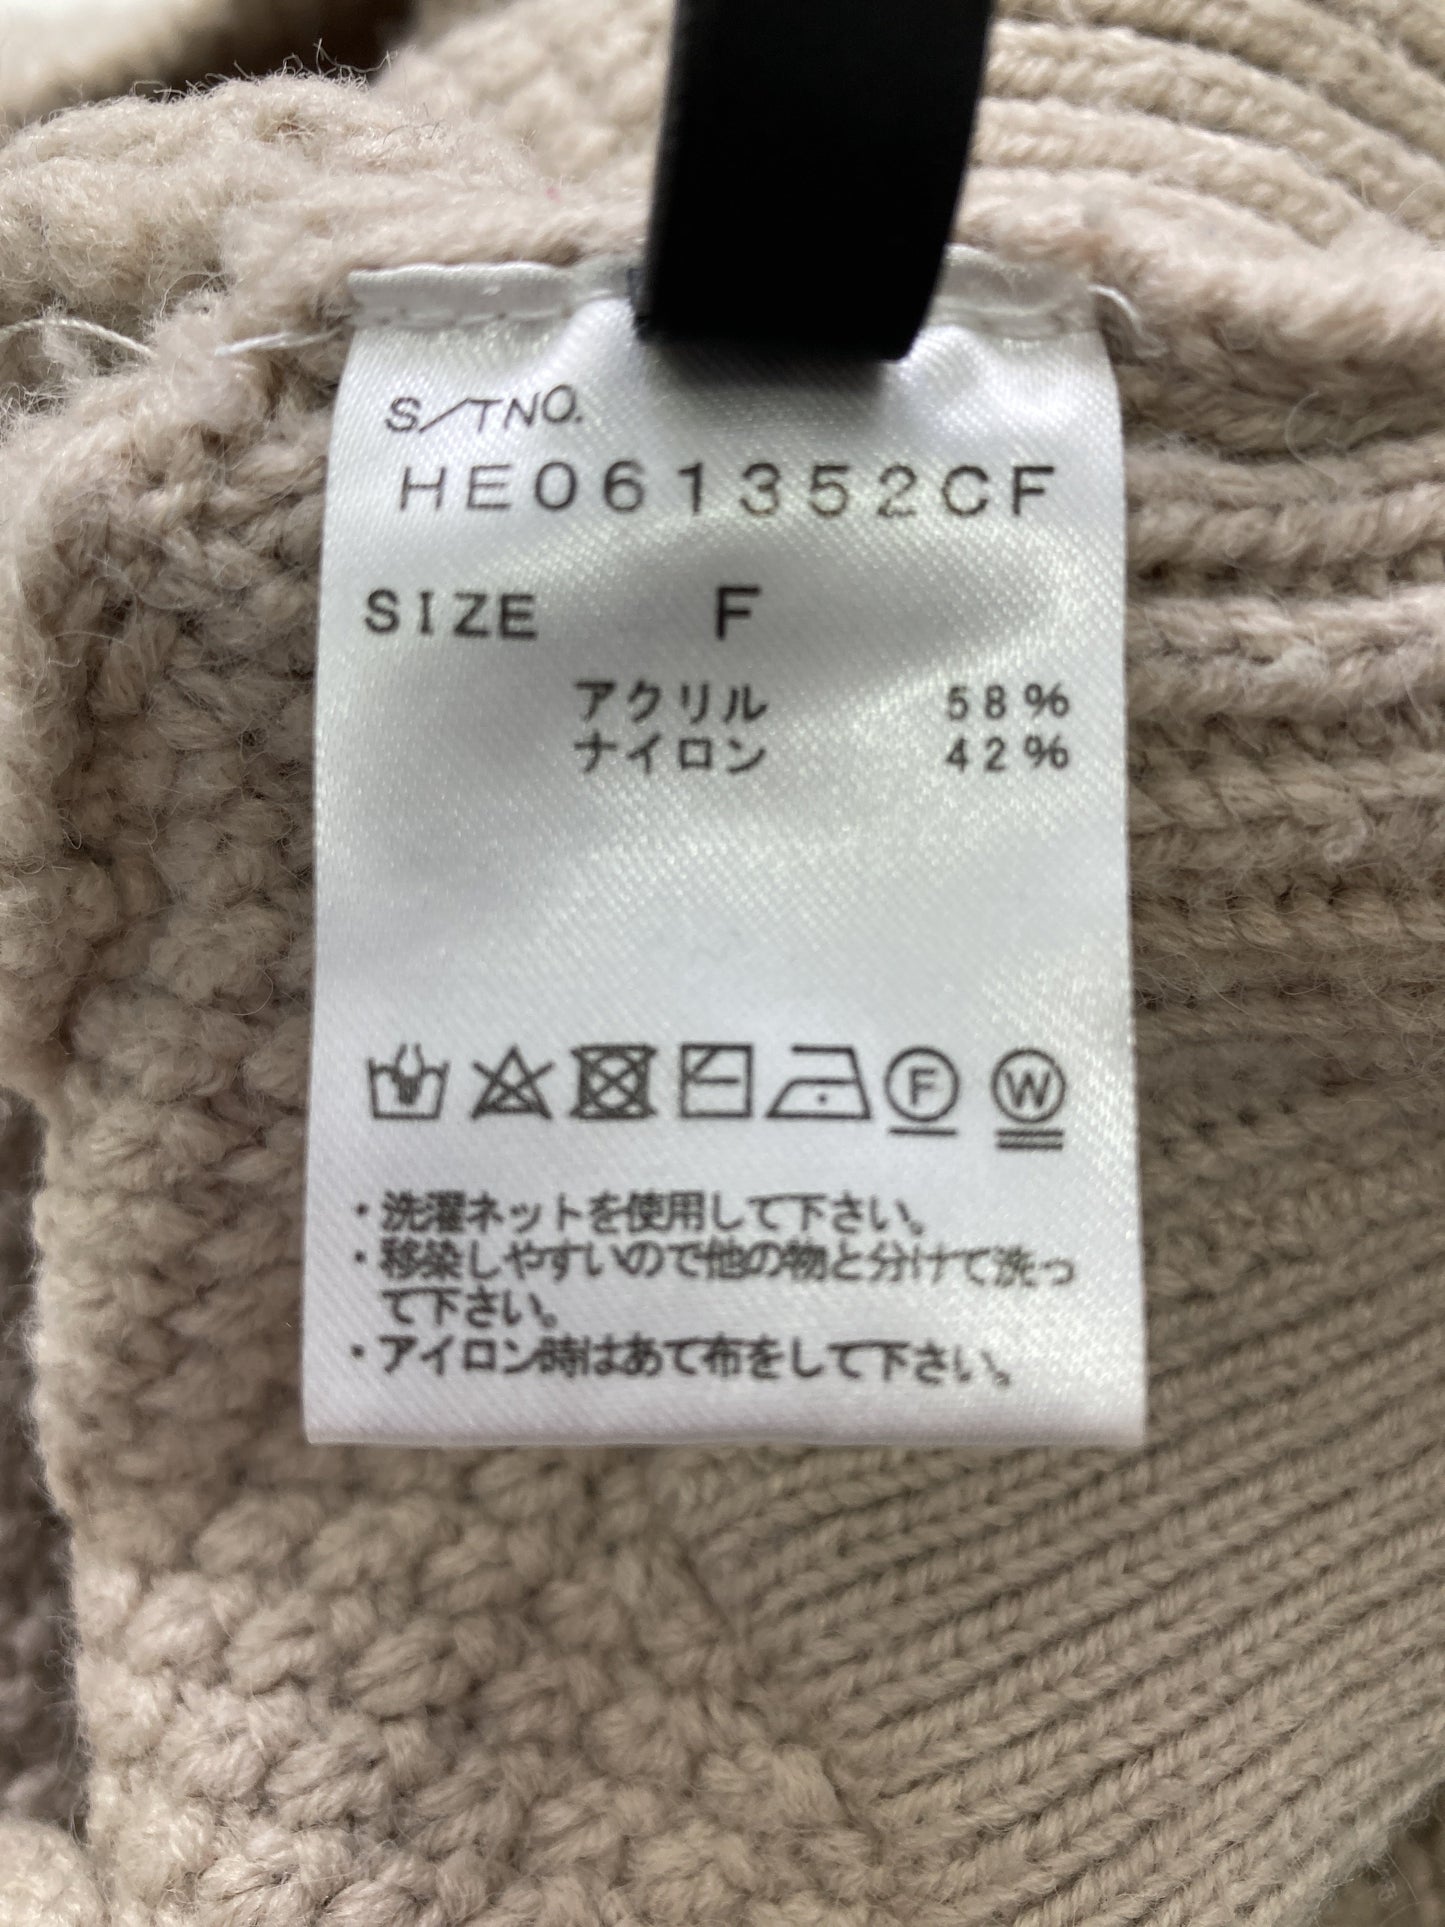 S/TNO.
HE061352CF
SIZE F
アクリル 58%
ナイロン 42%
F W
・洗濯ネットを使用して下さい。
・移染しやすいので他の物と分けて洗っ
て下さい。
・アイロン時はあて布をして下さい。